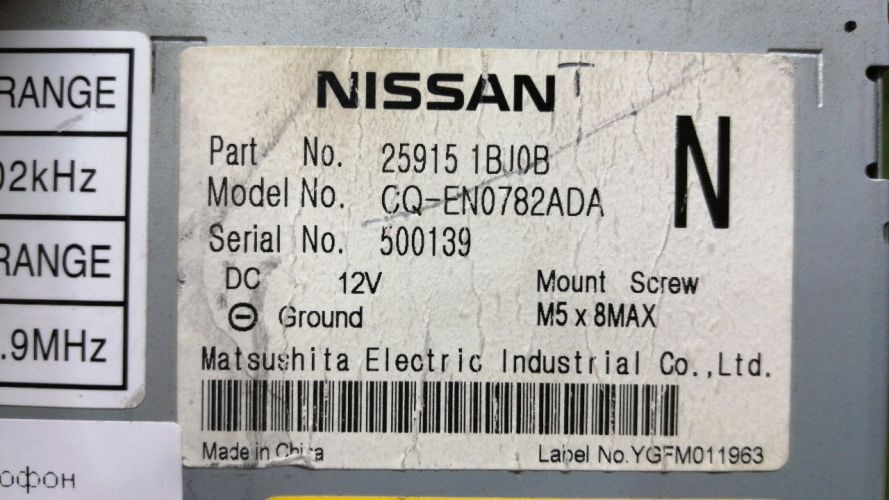 RANGE
02kHz
RANGE
.9MHz
офон
NISSAN
N
Part No. 25915 1BJ0B
Model No. CQ-EN0782ADA
Serial No. 500139
DC 12V Mount Screw
⊖ Ground M5 x 8MAX
Matsushita Electric Industrial Co.,Ltd.
Made in China Label No.YGFM011963